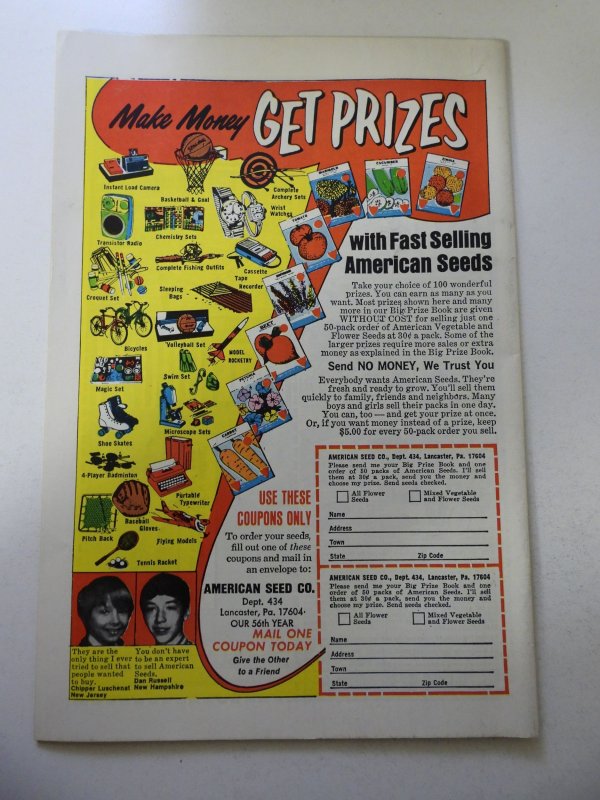 Make Money GET PRIZES
Instant Load Camera
Basketball & Goal
Complete
Archery Sets
Wrist
Watches
Transistor Radio
Chemistry Sets
Complete Fishing Outfits
Cassette
Tape
Recorder
Croquet Set
Sleeping
Bags
Bicycles
Volleyball Set
MODEL
ROCKETRY
Magic Set
Swim Set
Shoe Skates
Microscope Sets
4-Player Badminton
Portable
Typewriter
Pitch Back
Baseball
Gloves
Flying Models
Tennis Racket
CUCUMBER
TOMATO
BEET
PETUNIA
CARROT
with Fast Selling
American Seeds
Take your choice of 100 wonderful
prizes. You can earn as many as you
want. Most prizes shown here and many
more in our Big Prize Book are given
WITHOUT COST for selling just one
50-pack order of American Vegetable and
Flower Seeds at 30¢ a pack. Some of the
larger prizes require more sales or extra
money as explained in the Big Prize Book.
Send NO MONEY, We Trust You
Everybody wants American Seeds. They're
fresh and ready to grow. You'll sell them
quickly to family, friends and neighbors. Many
boys and girls sell their packs in one day.
You can, too — and get your prize at once.
Or, if you want money instead of a prize, keep
$5.00 for every 50-pack order you sell.
USE THESE
COUPONS ONLY
To order your seeds,
fill out one of these
coupons and mail in
an envelope to:
AMERICAN SEED CO.
Dept. 434
Lancaster, Pa. 17604
OUR 56th YEAR
MAIL ONE
COUPON TODAY
Give the Other
to a Friend
AMERICAN SEED CO., Dept. 434, Lancaster, Pa. 17604
Please send me your Big Prize Book and one
order of 50 packs of American Seeds. I'll sell
them at 30¢ a pack, send you the money and
choose my prize. Send seeds checked.
All Flower
Seeds
Mixed Vegetable
and Flower Seeds
Name
Address
Town
State Zip Code
AMERICAN SEED CO., Dept. 434, Lancaster, Pa. 17604
Please send me your Big Prize Book and one
order of 50 packs of American Seeds. I'll sell
them at 30¢ a pack, send you the money and
choose my prize. Send seeds checked.
All Flower
Seeds
Mixed Vegetable
and Flower Seeds
Name
Address
Town
State Zip Code
They are the
only thing I ever
tried to sell that
people wanted
to buy.
Chipper Luschenat
New Jersey
You don't have
to be an expert
to sell American
Seeds.
Dan Russell
New Hampshire